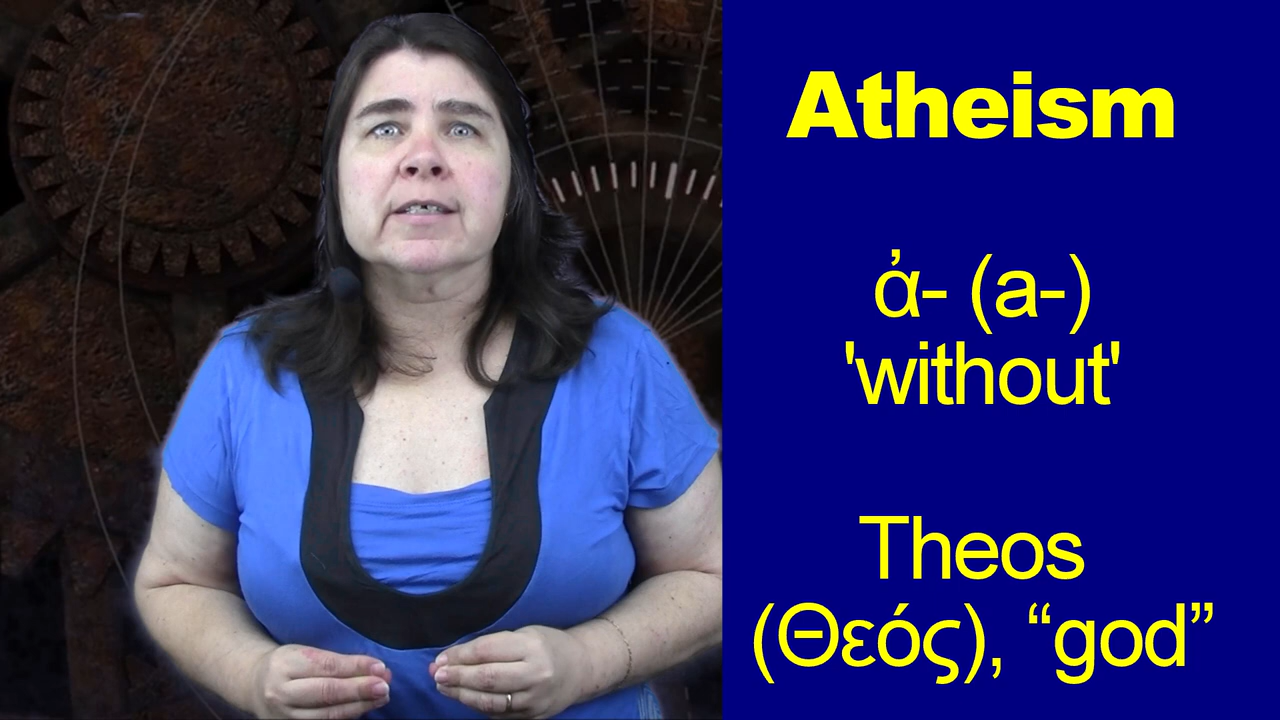 Atheism
ἀ- (a-)
'without'
Theos
(Θεός), “god”